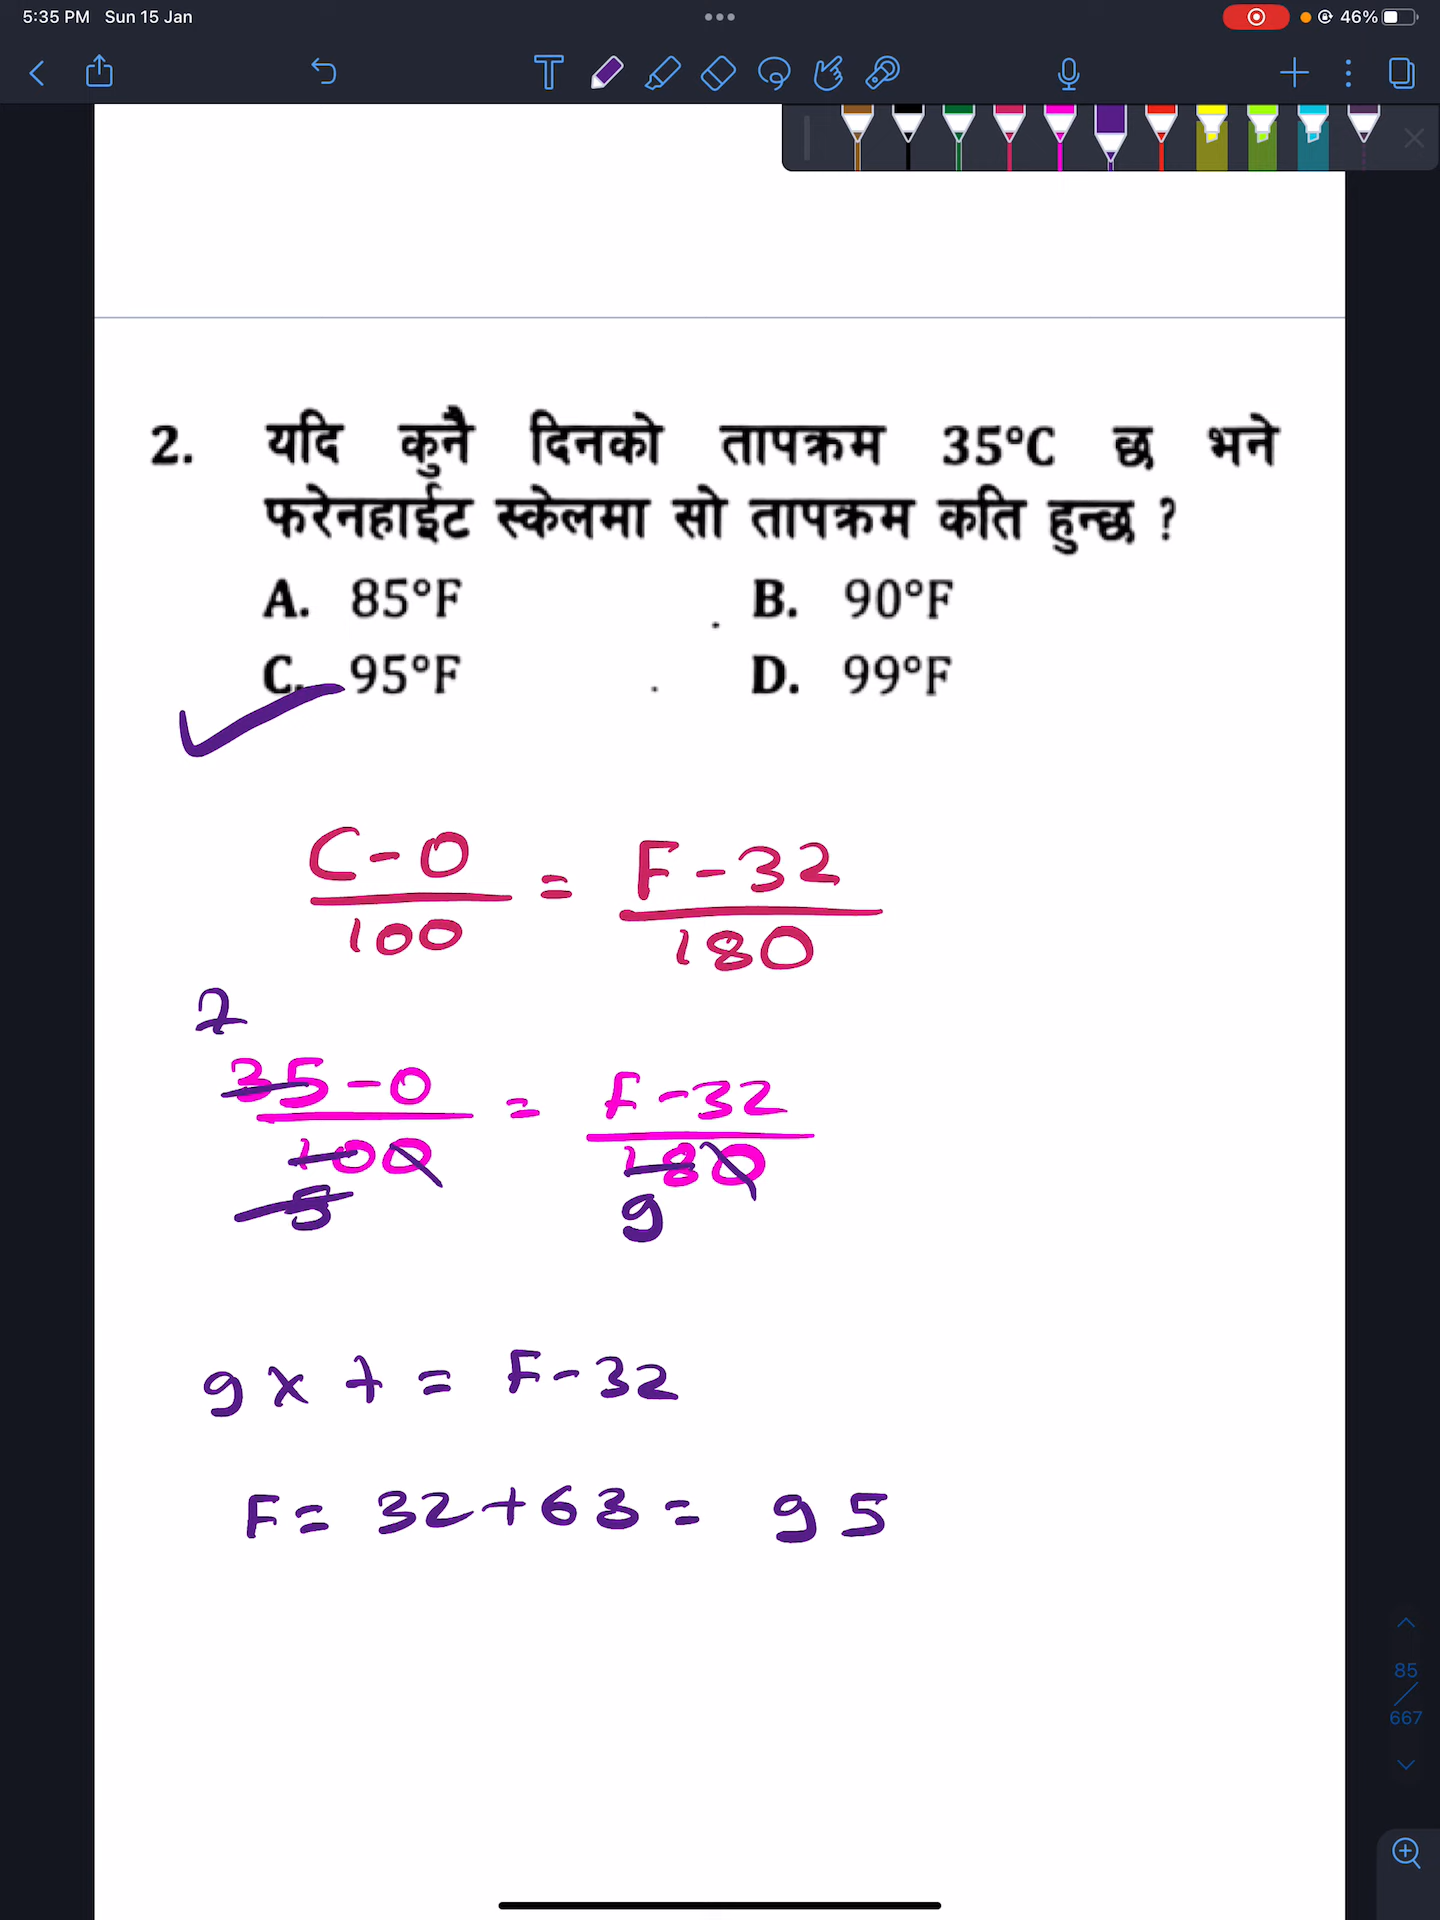 5:35 PM Sun 15 Jan
46%
2. यदि कुनै दिनको तापक्रम 35°C छ भने
फरेनहाईट स्केलमा सो तापक्रम कति हुन्छ ?
A. 85°F B. 90°F
C. 95°F D. 99°F
C-0 = F-32
100 180
7
35-0 = F-32
100 180
5 9
9 x 7 = F-32
F= 32+63= 95
85
/
667